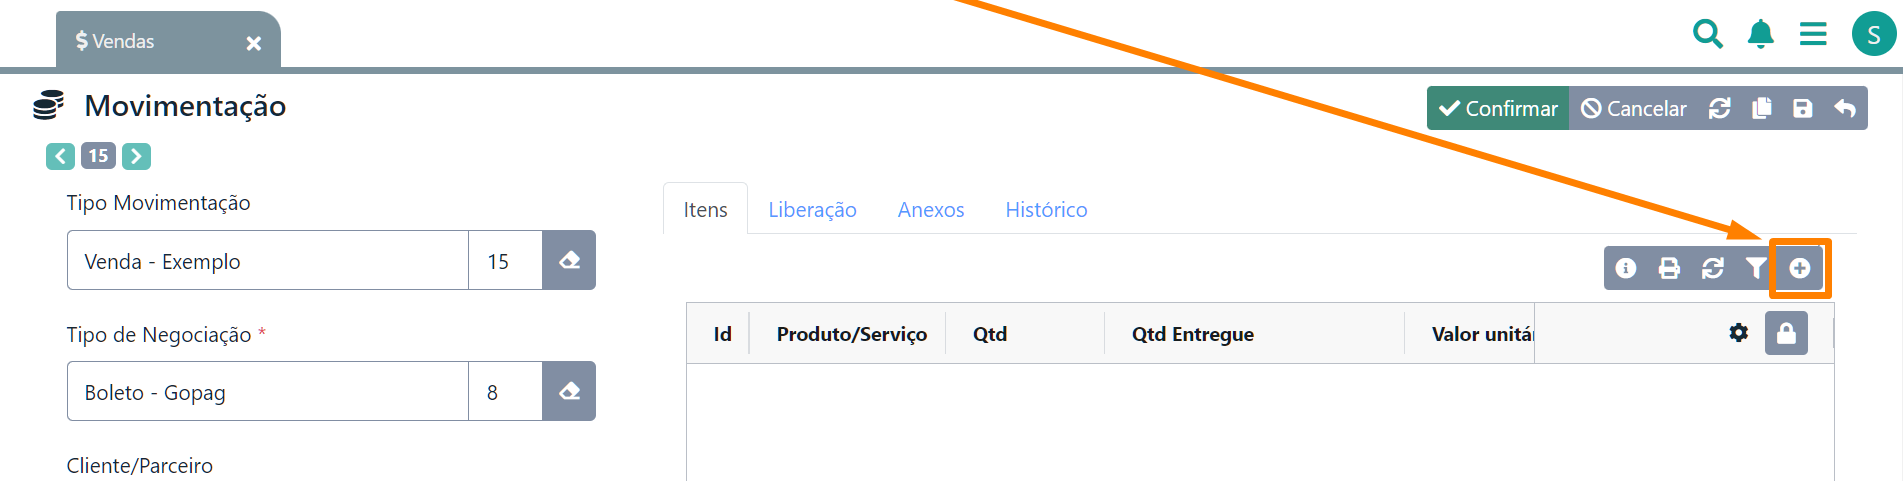 $ Vendas
S
Movimentação
Confirmar Cancelar
15
Tipo Movimentação
Itens Liberação Anexos Histórico
Venda - Exemplo 15
Tipo de Negociação *
Id Produto/Serviço Qtd Qtd Entregue Valor unitá
Boleto - Gopag 8
Cliente/Parceiro